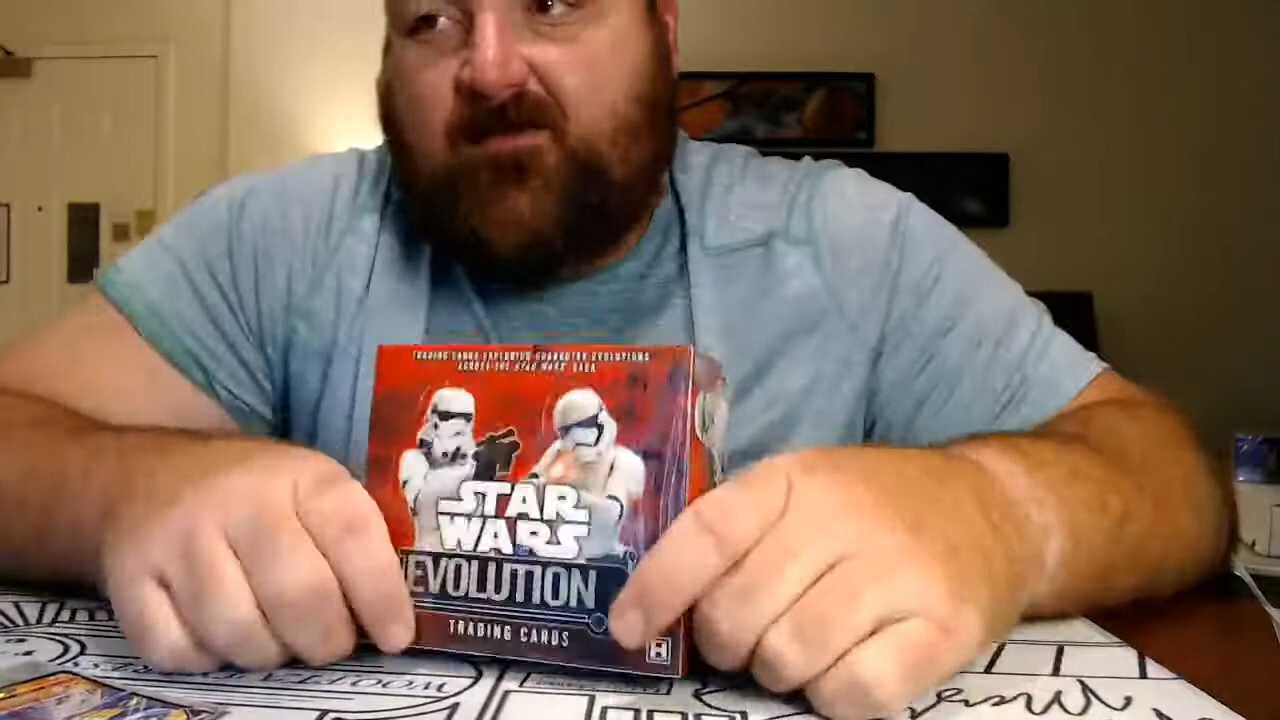 TRADING CARDS EXPLORING CHARACTER EVOLUTIONS
ACROSS THE STAR WARS SAGA
STAR
WARS
EVOLUTION
TRADING CARDS